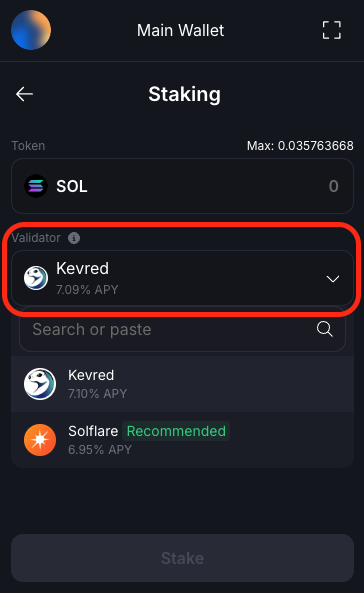 Main Wallet
Staking
Token Max: 0.035763668
SOL 0
Validator
Kevred
7.09% APY
Search or paste
Kevred
7.10% APY
Solflare Recommended
6.95% APY
Stake